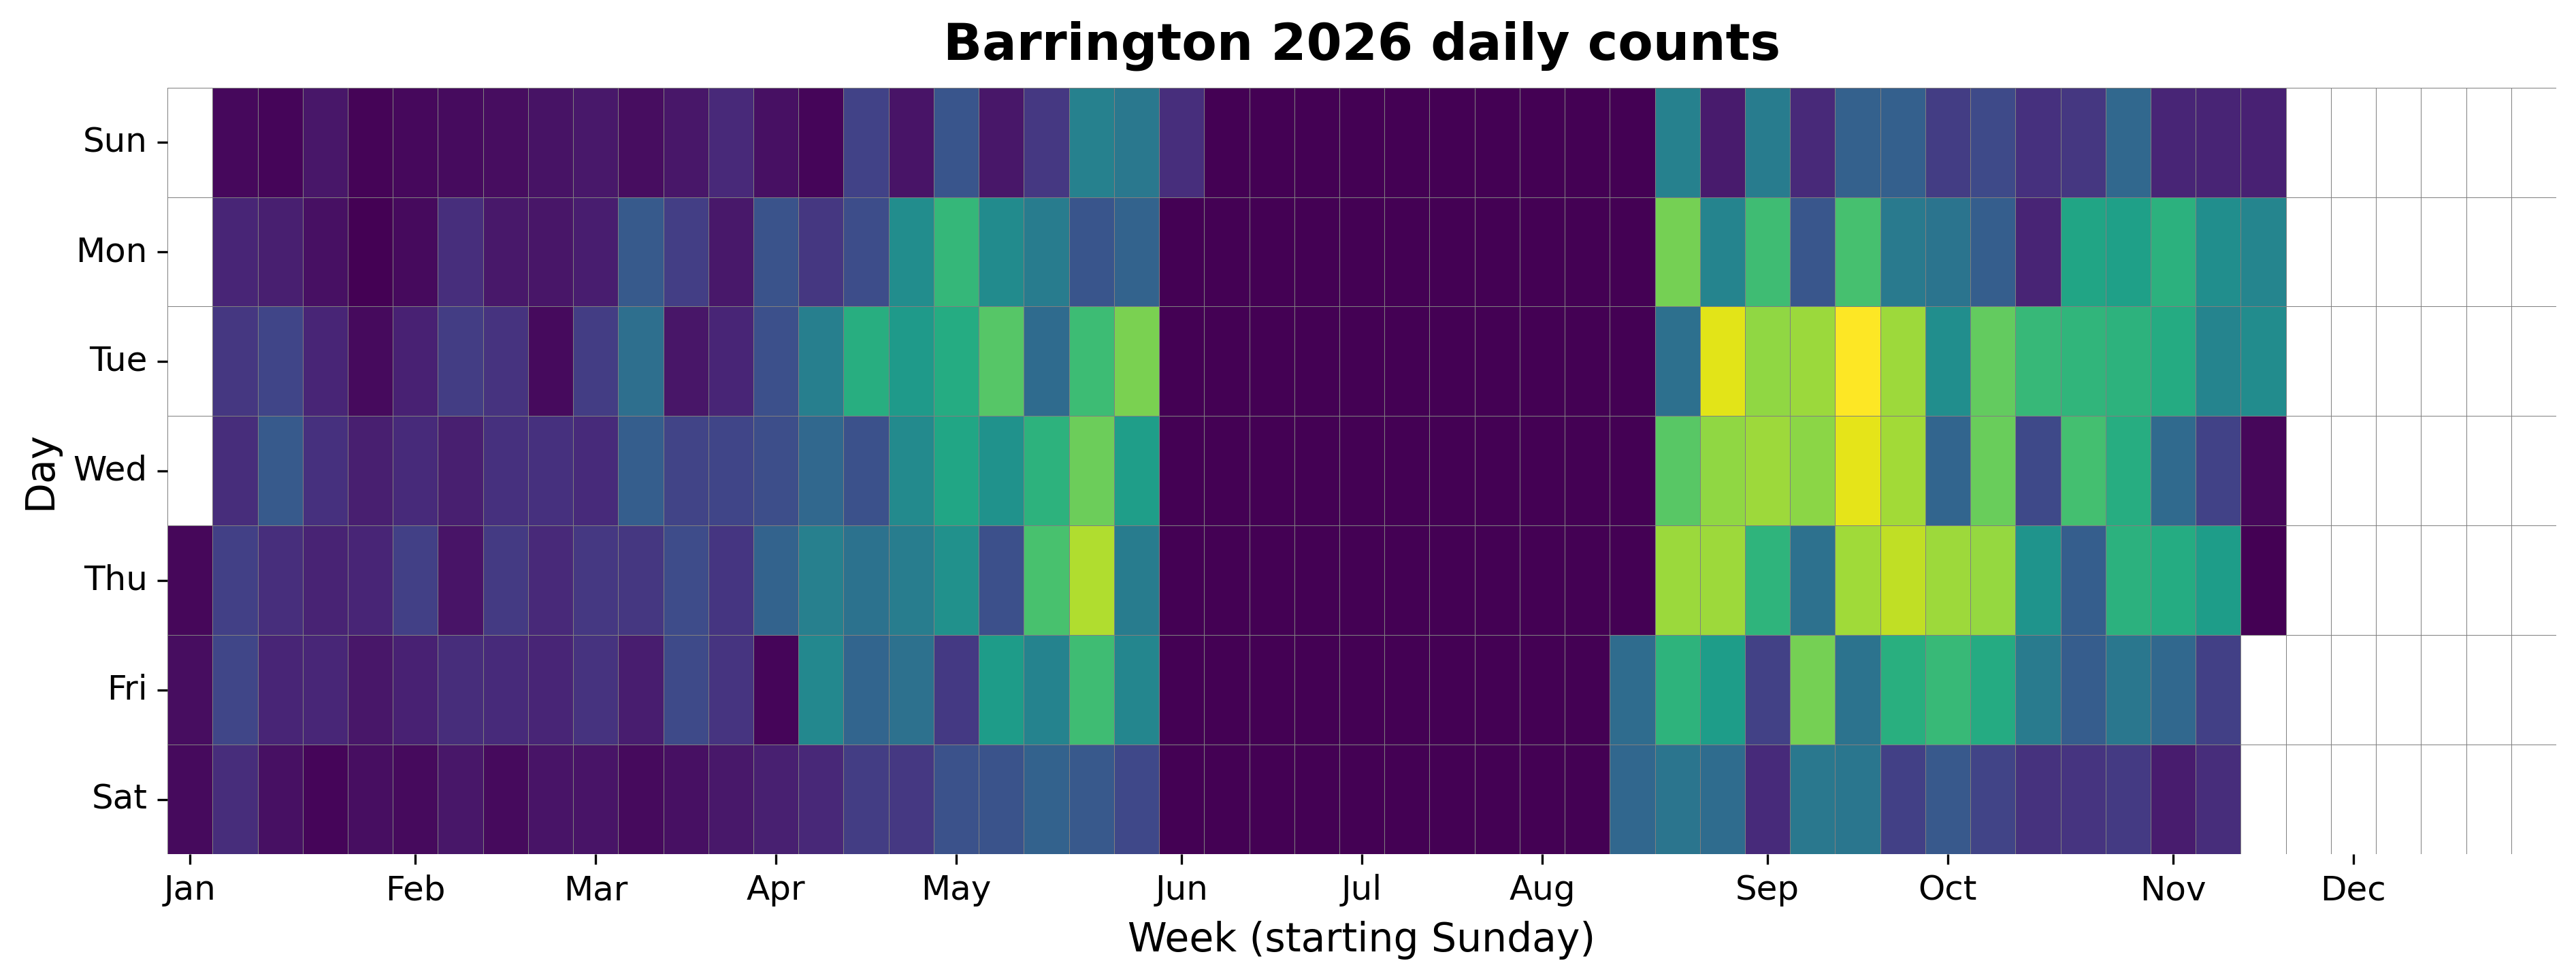 Barrington 2026 daily counts
Day
Sun
Mon
Tue
Wed
Thu
Fri
Sat
Jan Feb Mar Apr May Jun Jul Aug Sep Oct Nov Dec
Week (starting Sunday)